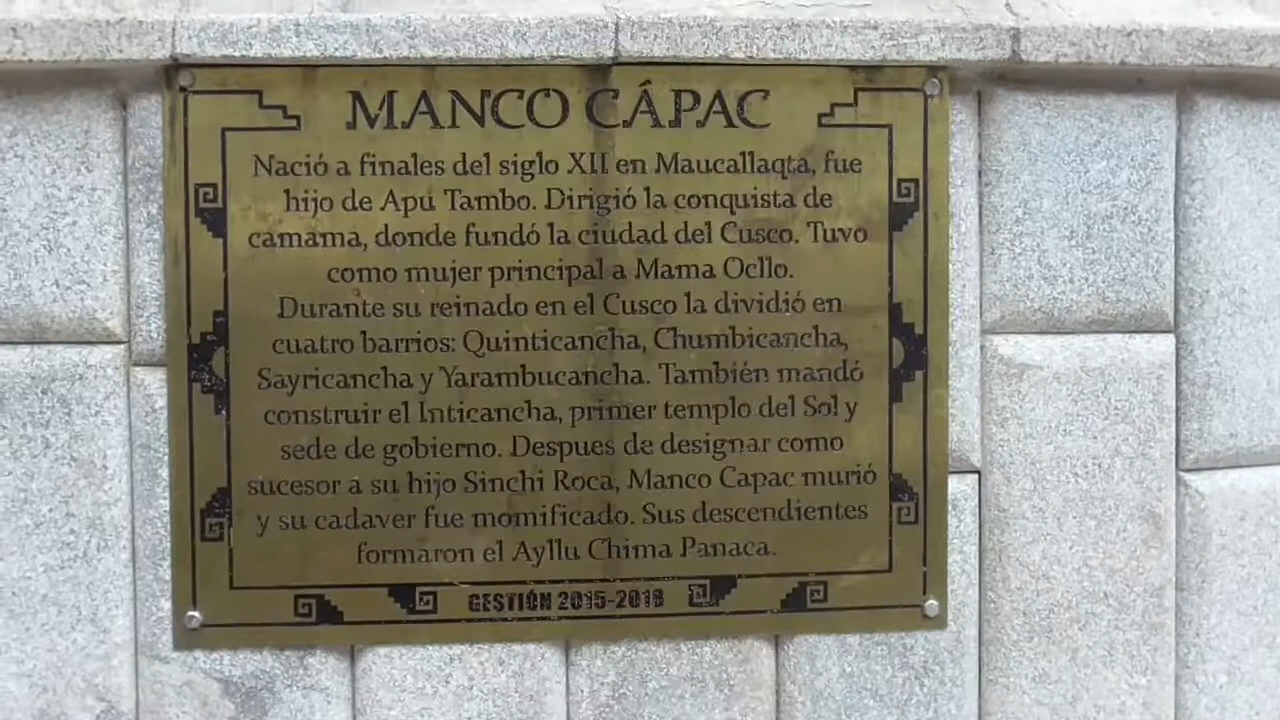 MANCO CÁPAC
Nació a finales del siglo XII en Maucallaqta, fue
hijo de Apu Tambo. Dirigió la conquista de
camama, donde fundó la ciudad del Cusco. Tuvo
como mujer principal a Mama Ocllo.
Durante su reinado en el Cusco la dividió en
cuatro barrios: Quinticancha, Chumbicancha,
Sayricancha y Yarambucancha. También mandó
construir el Inticancha, primer templo del Sol y
sede de gobierno. Despues de designar como
sucesor a su hijo Sinchi Roca, Manco Capac murió
y su cadaver fue momificado. Sus descendientes
formaron el Ayllu Chima Panaca.
GESTIÓN 2015-2018